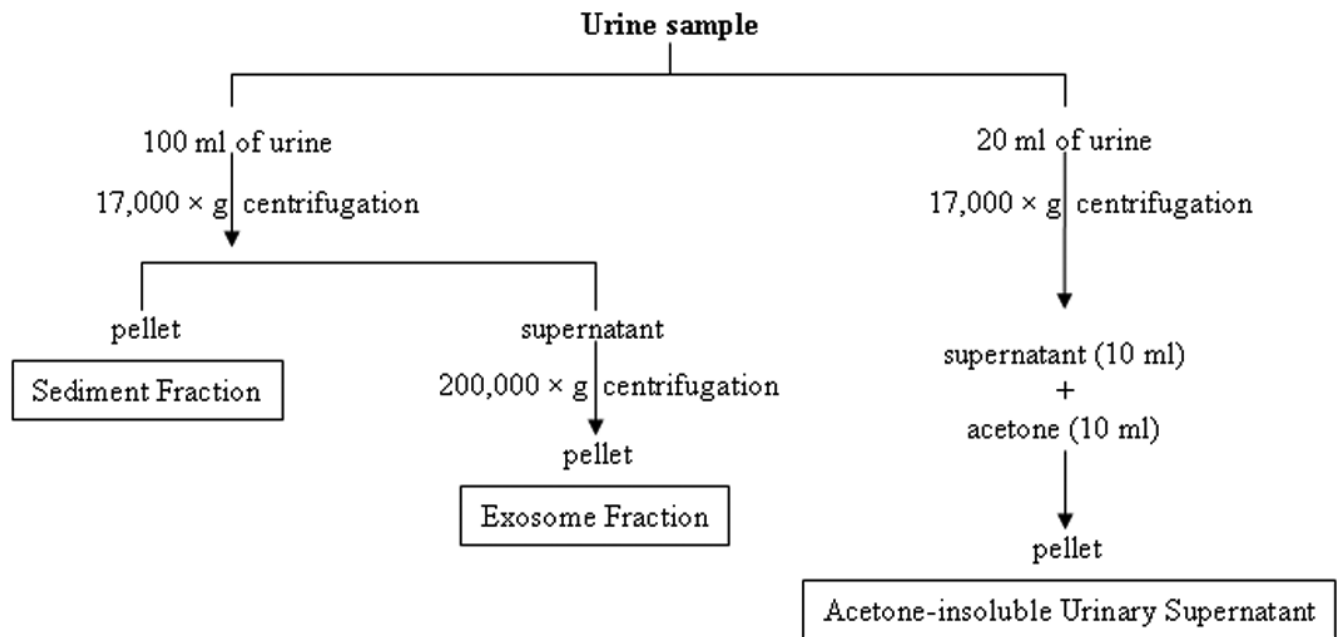 Urine sample
100 ml of urine
17,000 × g centrifugation
pellet
Sediment Fraction
supernatant
200,000 × g centrifugation
pellet
Exosome Fraction
20 ml of urine
17,000 × g centrifugation
supernatant (10 ml)
+
acetone (10 ml)
pellet
Acetone-insoluble Urinary Supernatant